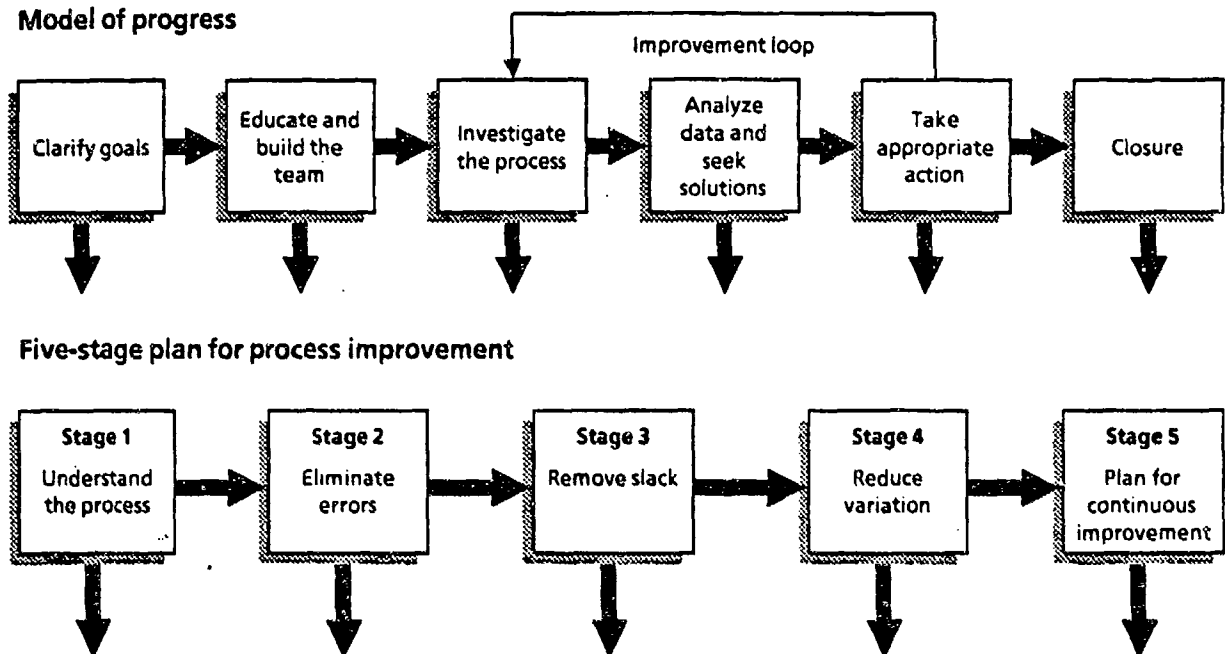 Model of progress
Improvement loop
Clarify goals
Educate and
build the
team
Investigate
the process
Analyze
data and
seek
solutions
Take
appropriate
action
Closure
Five-stage plan for process improvement
Stage 1
Understand
the process
Stage 2
Eliminate
errors
Stage 3
Remove slack
Stage 4
Reduce
variation
Stage 5
Plan for
continuous
improvement